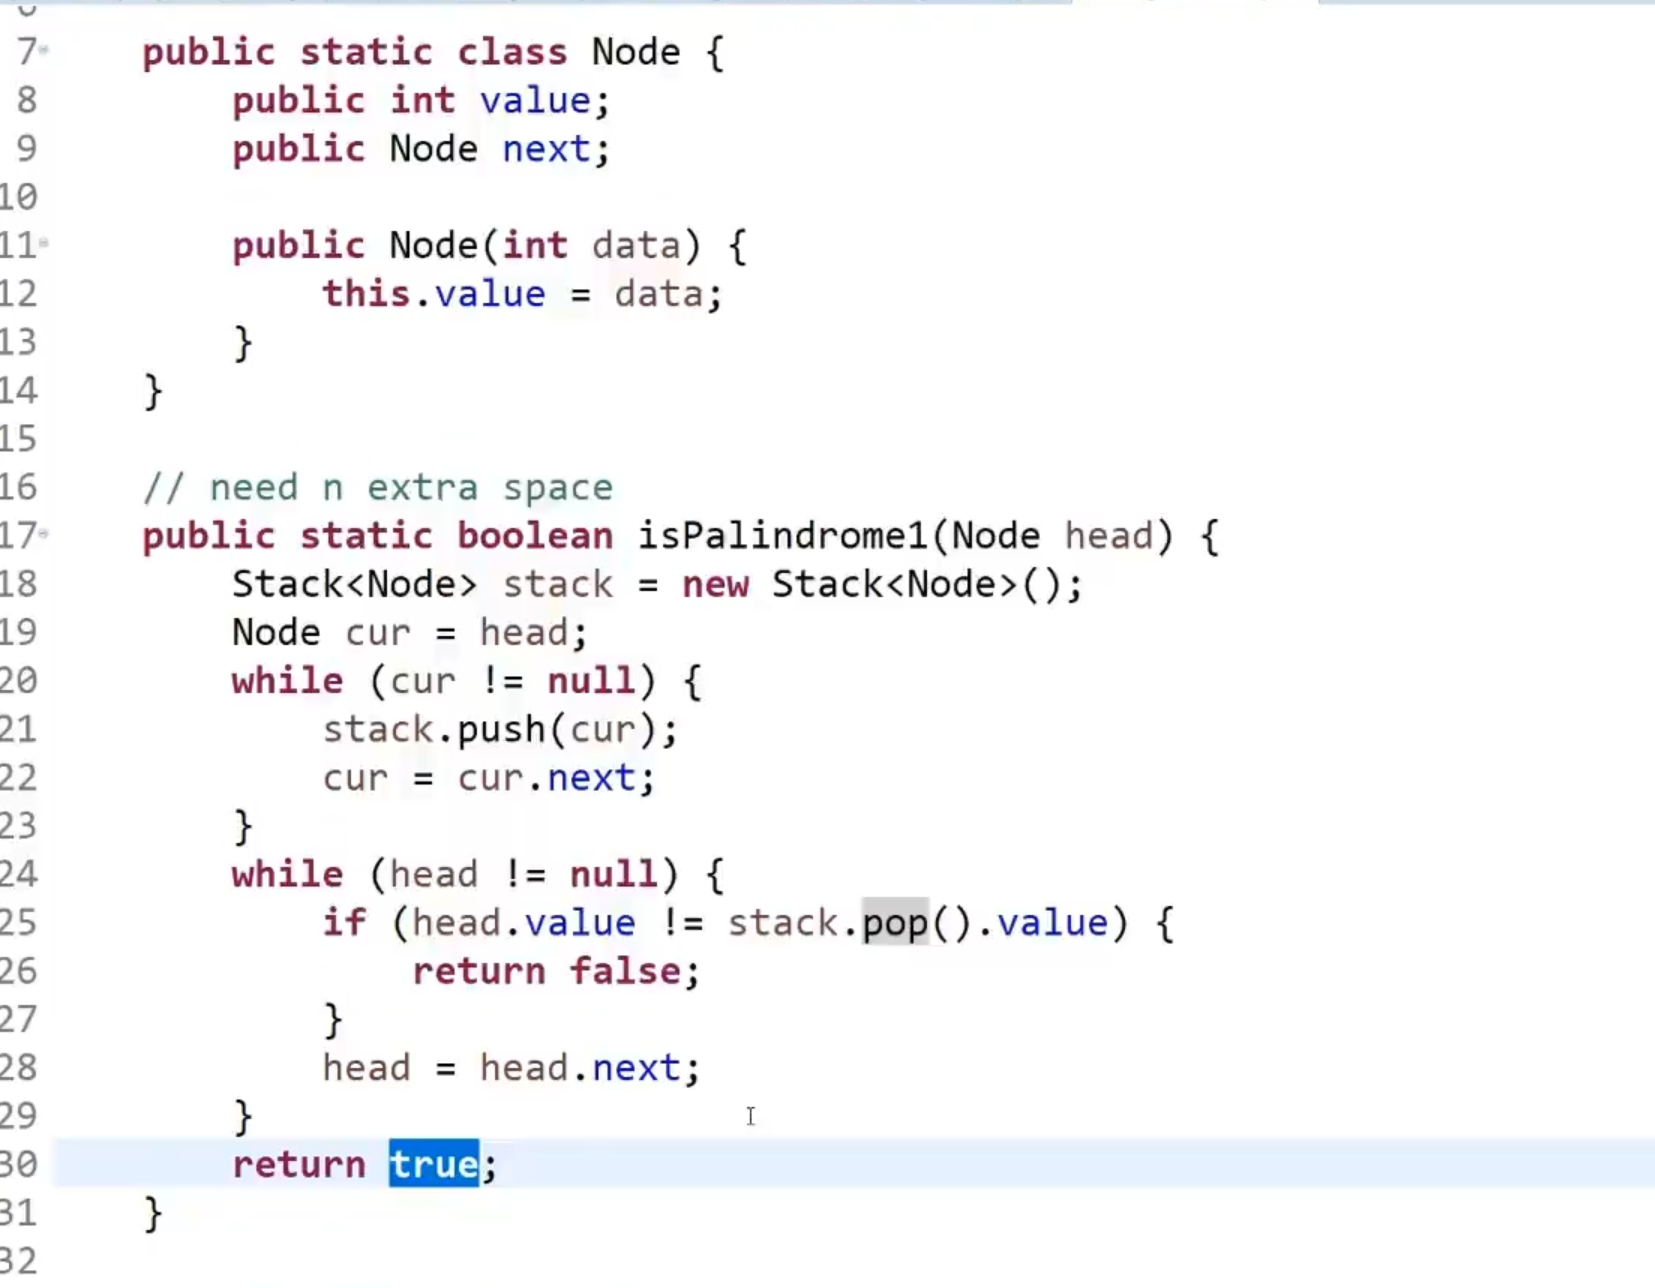 7 public static class Node {
8 public int value;
9 public Node next;
10
11 public Node(int data) {
12 this.value = data;
13 }
14 }
15
16 // need n extra space
17 public static boolean isPalindrome1(Node head) {
18 Stack<Node> stack = new Stack<Node>();
19 Node cur = head;
20 while (cur != null) {
21 stack.push(cur);
22 cur = cur.next;
23 }
24 while (head != null) {
25 if (head.value != stack.pop().value) {
26 return false;
27 }
28 head = head.next;
29 }
30 return true;
31 }
32